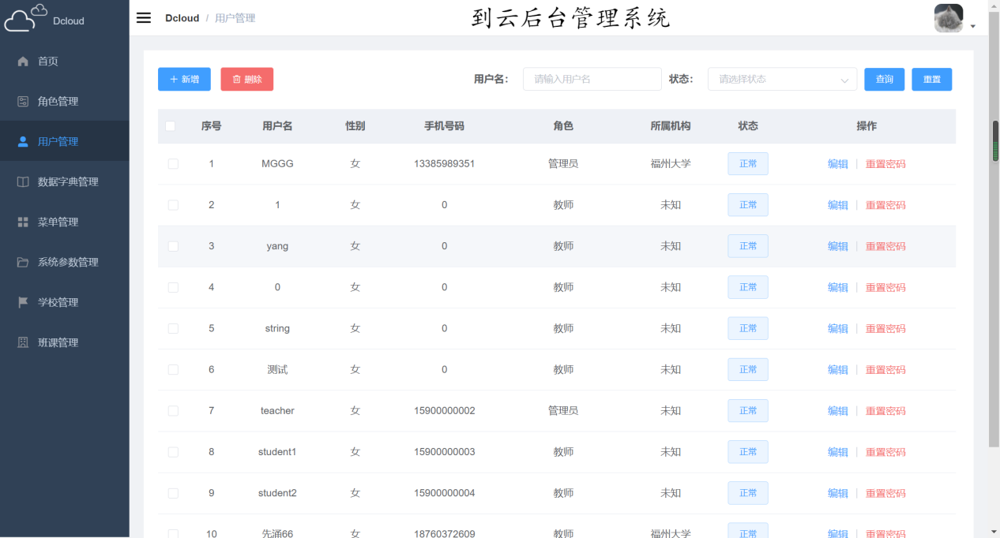 Dcloud
Dcloud / 用户管理
到云后台管理系统
首页
角色管理
用户管理
数据字典管理
菜单管理
系统参数管理
学校管理
班课管理
+ 新增 删除 用户名： 请输入用户名 状态： 请选择状态 查询 重置
序号 用户名 性别 手机号码 角色 所属机构 状态 操作
1 MGGG 女 13385989351 管理员 福州大学 正常 编辑 重置密码
2 1 女 0 教师 未知 正常 编辑 重置密码
3 yang 女 0 教师 未知 正常 编辑 重置密码
4 0 女 0 教师 未知 正常 编辑 重置密码
5 string 女 0 教师 未知 正常 编辑 重置密码
6 测试 女 0 教师 未知 正常 编辑 重置密码
7 teacher 女 15900000002 管理员 未知 正常 编辑 重置密码
8 student1 女 15900000003 教师 未知 正常 编辑 重置密码
9 student2 女 15900000004 教师 未知 正常 编辑 重置密码
10 先涌66 女 18760372609 教师 福州大学 正常 编辑 重置密码